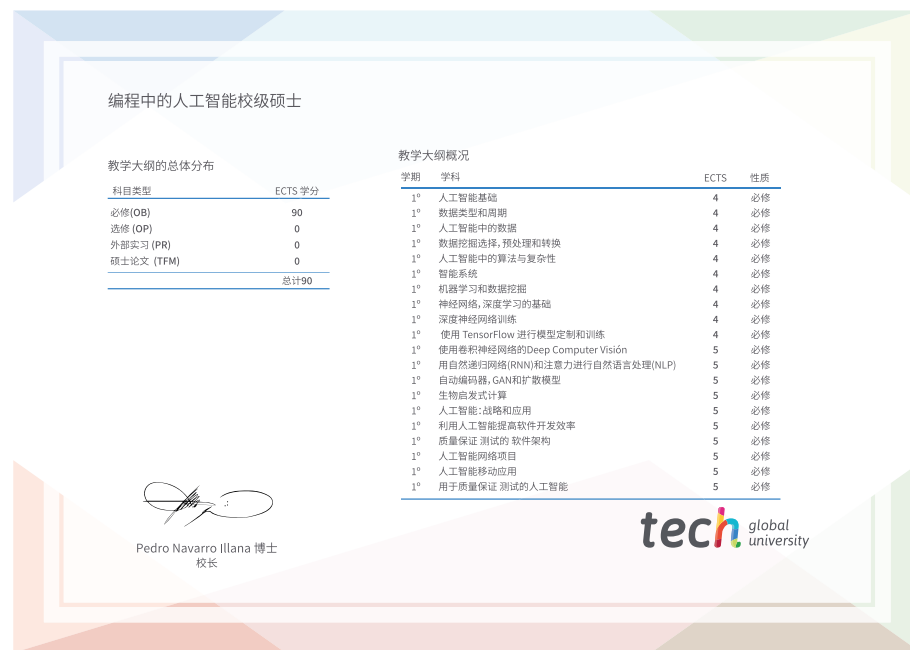 编程中的人工智能校级硕士
教学大纲的总体分布
科目类型 ECTS 学分
必修(OB) 90
选修 (OP) 0
外部实习 (PR) 0
硕士论文 (TFM) 0
总计90
教学大纲概况
学期 学科 ECTS 性质
1º 人工智能基础 4 必修
1º 数据类型和周期 4 必修
1º 人工智能中的数据 4 必修
1º 数据挖掘选择,预处理和转换 4 必修
1º 人工智能中的算法与复杂性 4 必修
1º 智能系统 4 必修
1º 机器学习和数据挖掘 4 必修
1º 神经网络,深度学习的基础 4 必修
1º 深度神经网络训练 4 必修
1º 使用 TensorFlow 进行模型定制和训练 4 必修
1º 使用卷积神经网络的Deep Computer Visión 5 必修
1º 用自然递归网络(RNN)和注意力进行自然语言处理(NLP) 5 必修
1º 自动编码器,GAN和扩散模型 5 必修
1º 生物启发式计算 5 必修
1º 人工智能:战略和应用 5 必修
1º 利用人工智能提高软件开发效率 5 必修
1º 质量保证 测试的 软件架构 5 必修
1º 人工智能网络项目 5 必修
1º 人工智能移动应用 5 必修
1º 用于质量保证 测试的人工智能 5 必修
Pedro Navarro Illana 博士
校长
tech global
university